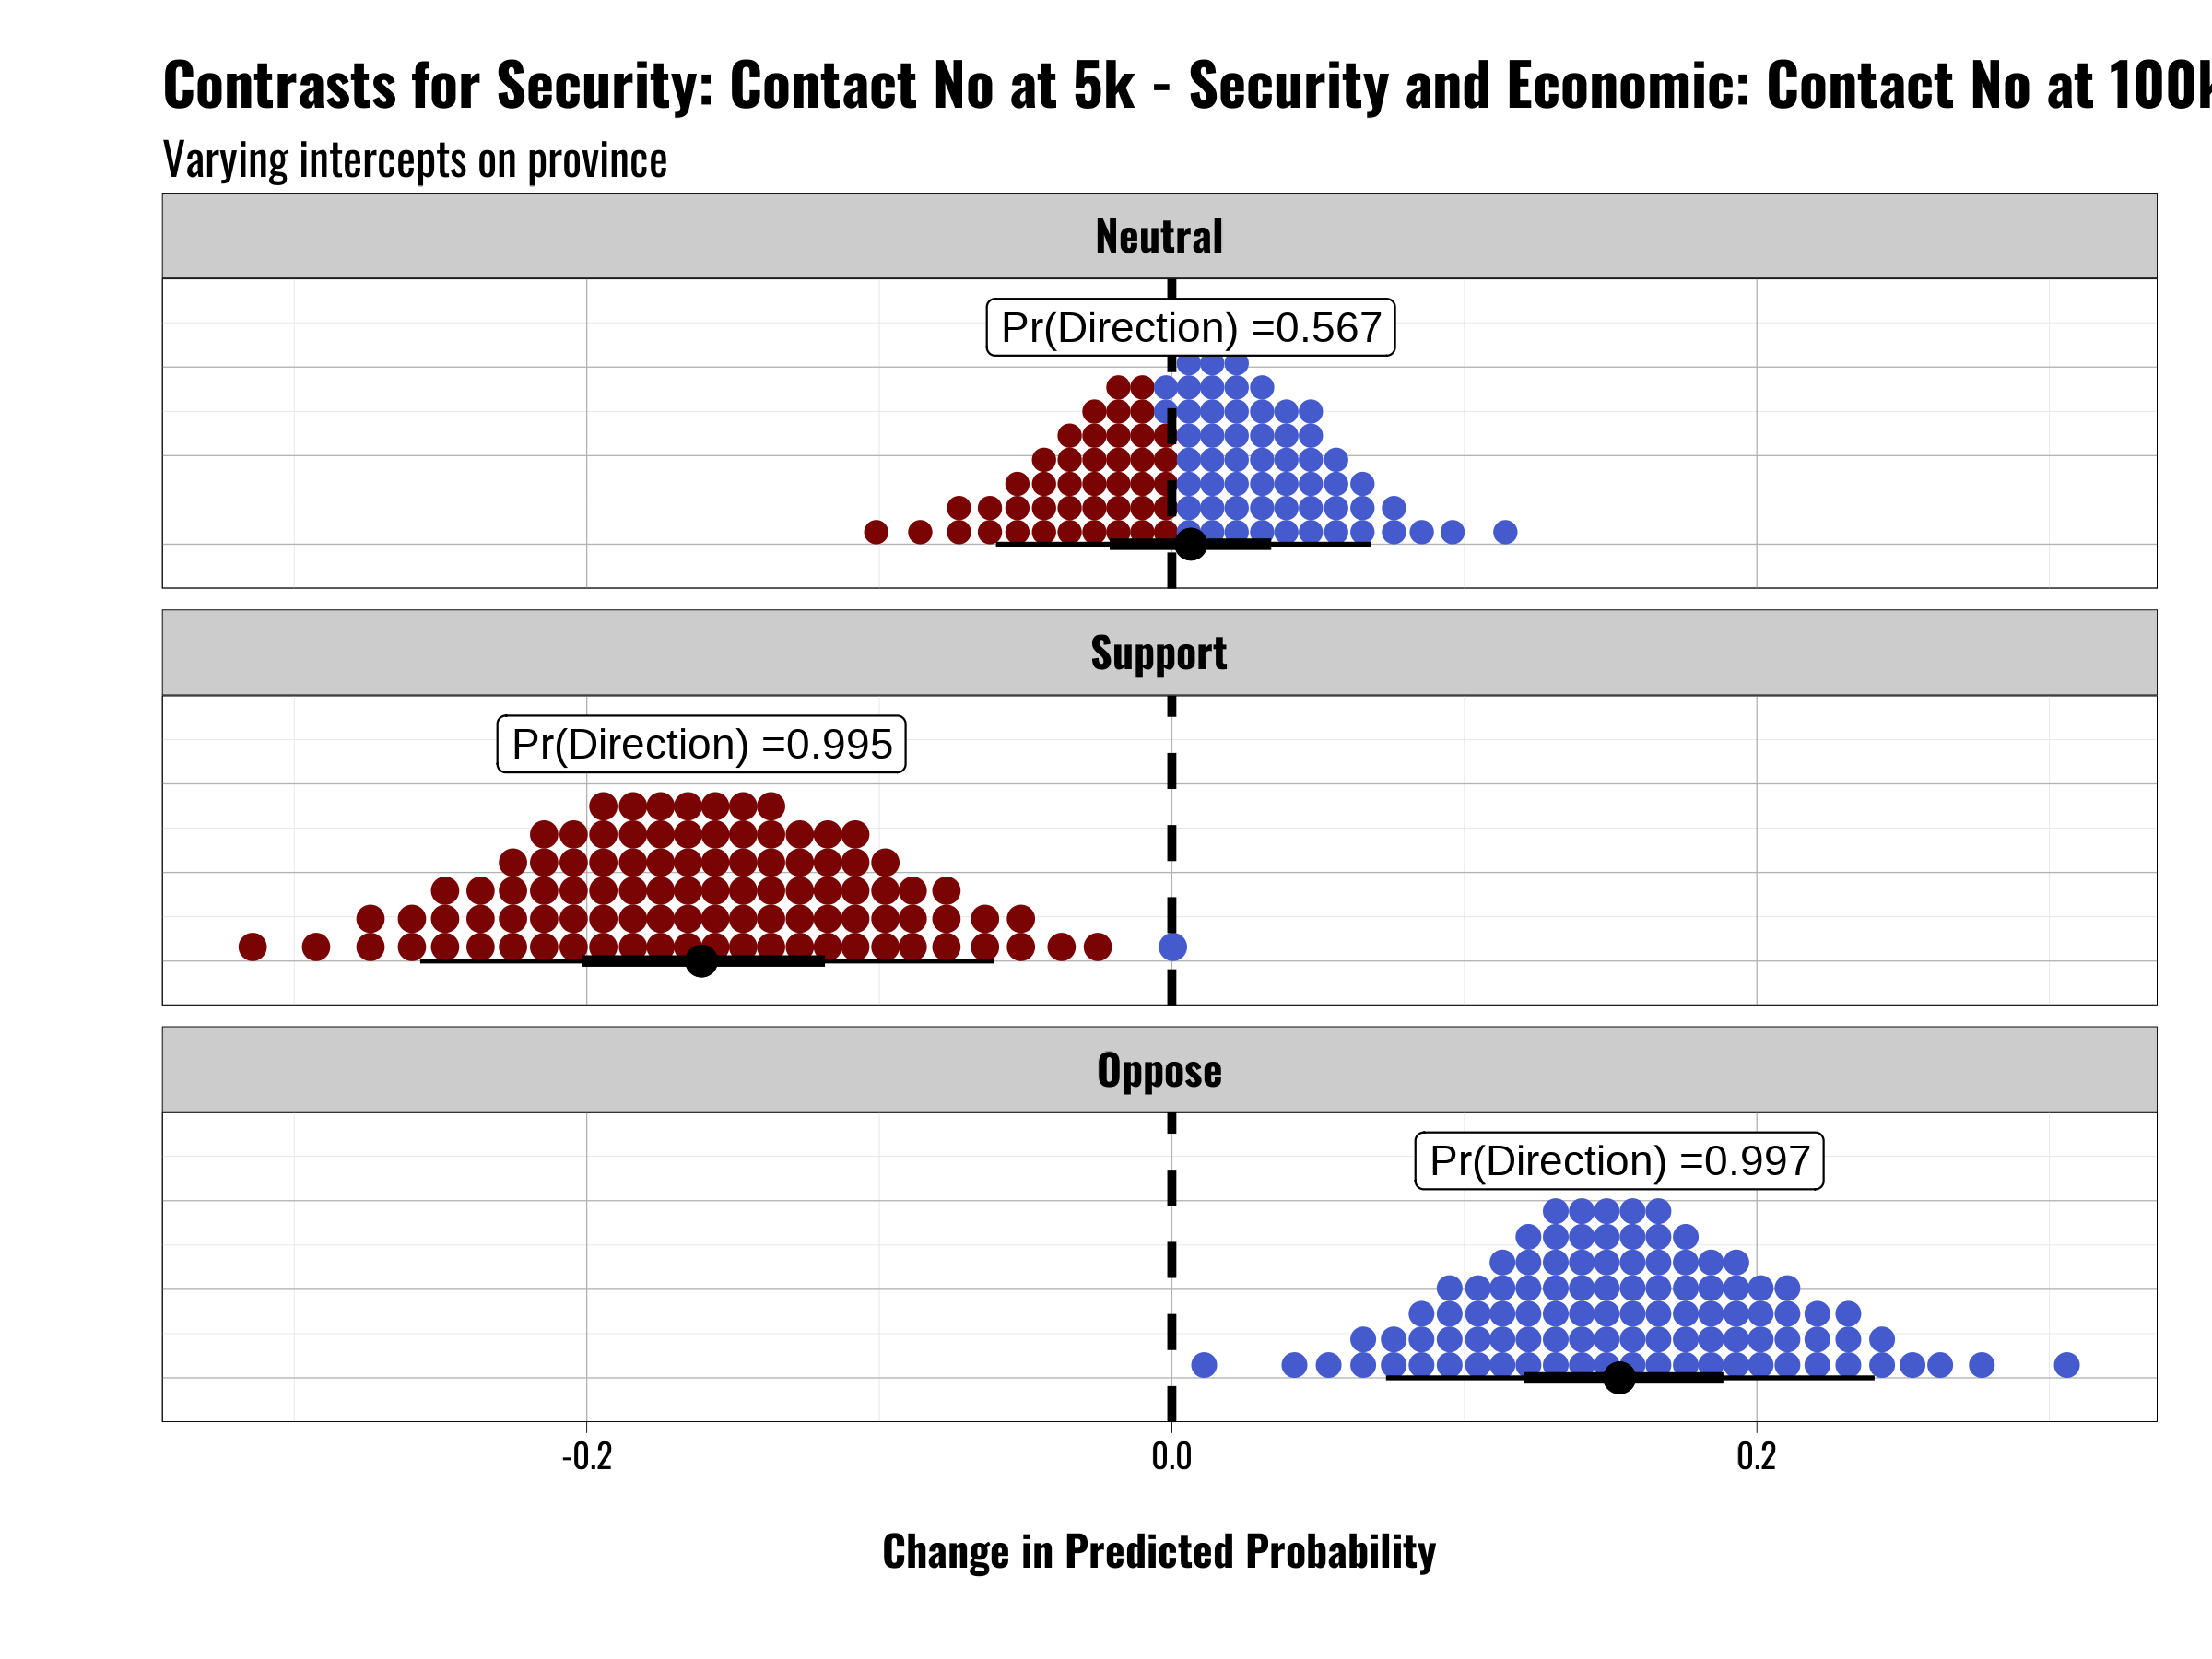 Contrasts for Security: Contact No at 5k - Security and Economic: Contact No at 100k
Varying intercepts on province
Neutral
Pr(Direction) =0.567
Support
Pr(Direction) =0.995
Oppose
Pr(Direction) =0.997
-0.2 0.0 0.2
Change in Predicted Probability